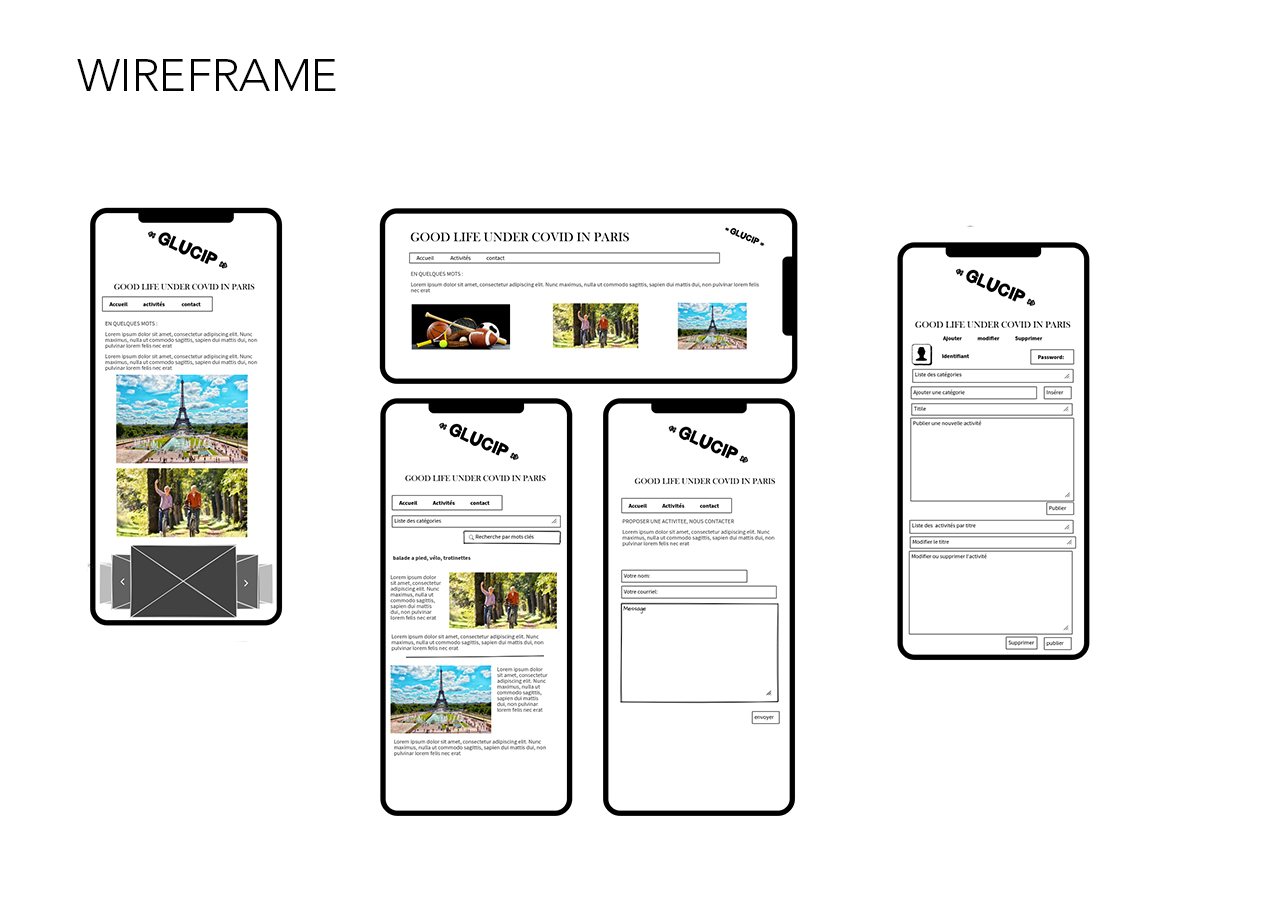 WIREFRAME
GLUCIP
GOOD LIFE UNDER COVID IN PARIS
Accueil activités contact
EN QUELQUES MOTS :
Lorem ipsum dolor sit amet, consectetur adipiscing elit. Nunc
maximus, nulla ut commodo sagittis, sapien dui mattis dui, non
pulvinar lorem felis nec erat
Lorem ipsum dolor sit amet, consectetur adipiscing elit. Nunc
maximus, nulla ut commodo sagittis, sapien dui mattis dui, non
pulvinar lorem felis nec erat
GOOD LIFE UNDER COVID IN PARIS
GLUCIP
Accueil Activités contact
EN QUELQUES MOTS :
Lorem ipsum dolor sit amet, consectetur adipiscing elit. Nunc maximus, nulla ut commodo sagittis, sapien dui mattis dui, non pulvinar lorem felis
nec erat
GLUCIP
GOOD LIFE UNDER COVID IN PARIS
Accueil Activités contact
Liste des catégories
Recherche par mots clés
balade a pied, vélo, trotinettes
Lorem ipsum dolor
sit amet, consectetur
adipiscing elit. Nunc
maximus, nulla ut
commodo sagittis,
sapien dui mattis
dui, non pulvinar
lorem felis nec erat
Lorem ipsum dolor sit amet, consectetur adipiscing elit. Nunc
maximus, nulla ut commodo sagittis, sapien dui mattis dui, non
pulvinar lorem felis nec erat
Lorem ipsum dolor
sit amet, consectetur
adipiscing elit. Nunc
maximus, nulla ut
commodo sagittis,
sapien dui mattis
dui, non pulvinar
lorem felis nec erat
Lorem ipsum dolor sit amet, consectetur adipiscing elit. Nunc
maximus, nulla ut commodo sagittis, sapien dui mattis dui, non
pulvinar lorem felis nec erat
GLUCIP
GOOD LIFE UNDER COVID IN PARIS
Accueil Activités contact
PROPOSER UNE ACTIVITEE, NOUS CONTACTER
Lorem ipsum dolor sit amet, consectetur adipiscing elit. Nunc
maximus, nulla ut commodo sagittis, sapien dui mattis dui, non
pulvinar lorem felis nec erat
Votre nom:
Votre courriel:
Message
envoyer
GLUCIP
GOOD LIFE UNDER COVID IN PARIS
Ajouter modifier Supprimer
Identifiant Password:
Liste des catégories
Ajouter une catégorie Insérer
Titlle
Publier une nouvelle activité
Publier
Liste des activités par titre
Modifier le titre
Modifier ou supprimer l'activité
Supprimer publier